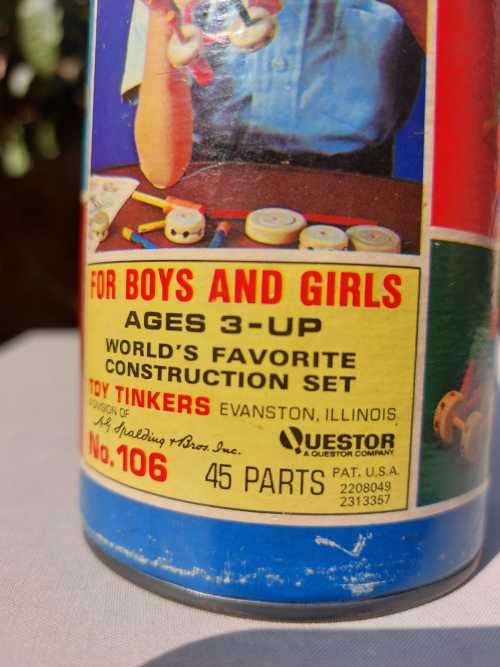 FOR BOYS AND GIRLS
AGES 3-UP
WORLD'S FAVORITE
CONSTRUCTION SET
TOY TINKERS EVANSTON, ILLINOIS
A DIVISION OF
A.G. Spalding & Bros. Inc.
QUESTOR
A QUESTOR COMPANY
No. 106
45 PARTS
PAT. U.S.A.
2208049
2313357